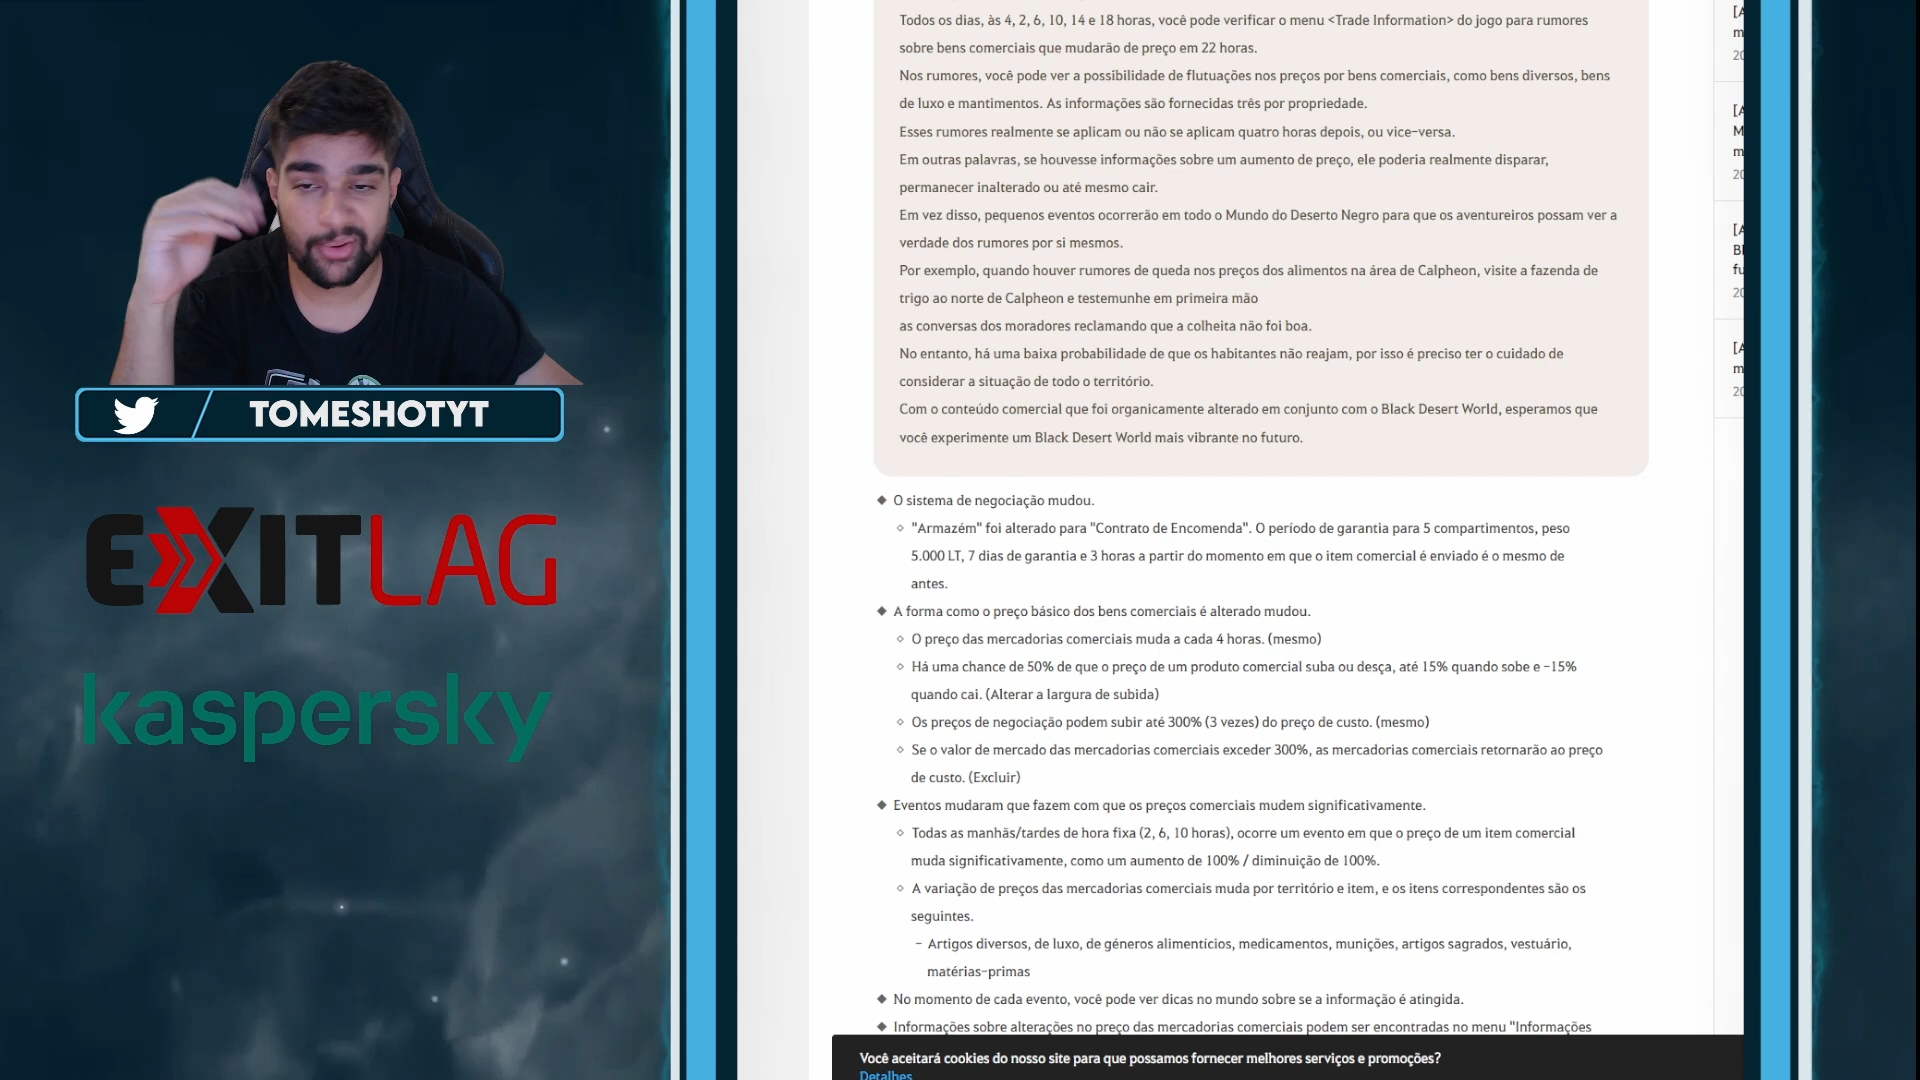 Todos os dias, às 4, 2, 6, 10, 14 e 18 horas, você pode verificar o menu <Trade Information> do jogo para rumores
sobre bens comerciais que mudarão de preço em 22 horas.
Nos rumores, você pode ver a possibilidade de flutuações nos preços por bens comerciais, como bens diversos, bens
de luxo e mantimentos. As informações são fornecidas três por propriedade.
Esses rumores realmente se aplicam ou não se aplicam quatro horas depois, ou vice-versa.
Em outras palavras, se houvesse informações sobre um aumento de preço, ele poderia realmente disparar,
permanecer inalterado ou até mesmo cair.
Em vez disso, pequenos eventos ocorrerão em todo o Mundo do Deserto Negro para que os aventureiros possam ver a
verdade dos rumores por si mesmos.
Por exemplo, quando houver rumores de queda nos preços dos alimentos na área de Calpheon, visite a fazenda de
trigo ao norte de Calpheon e testemunhe em primeira mão
as conversas dos moradores reclamando que a colheita não foi boa.
No entanto, há uma baixa probabilidade de que os habitantes não reajam, por isso é preciso ter o cuidado de
considerar a situação de todo o território.
Com o conteúdo comercial que foi organicamente alterado em conjunto com o Black Desert World, esperamos que
você experimente um Black Desert World mais vibrante no futuro.
◆ O sistema de negociação mudou.
◇ "Armazém" foi alterado para "Contrato de Encomenda". O período de garantia para 5 compartimentos, peso
5.000 LT, 7 dias de garantia e 3 horas a partir do momento em que o item comercial é enviado é o mesmo de
antes.
◆ A forma como o preço básico dos bens comerciais é alterado mudou.
◇ O preço das mercadorias comerciais muda a cada 4 horas. (mesmo)
◇ Há uma chance de 50% de que o preço de um produto comercial suba ou desça, até 15% quando sobe e -15%
quando cai. (Alterar a largura de subida)
◇ Os preços de negociação podem subir até 300% (3 vezes) do preço de custo. (mesmo)
◇ Se o valor de mercado das mercadorias comerciais exceder 300%, as mercadorias comerciais retornarão ao preço
de custo. (Excluir)
◆ Eventos mudaram que fazem com que os preços comerciais mudem significativamente.
◇ Todas as manhãs/tardes de hora fixa (2, 6, 10 horas), ocorre um evento em que o preço de um item comercial
muda significativamente, como um aumento de 100% / diminuição de 100%.
◇ A variação de preços das mercadorias comerciais muda por território e item, e os itens correspondentes são os
seguintes.
- Artigos diversos, de luxo, de géneros alimentícios, medicamentos, munições, artigos sagrados, vestuário,
matérias-primas
◆ No momento de cada evento, você pode ver dicas no mundo sobre se a informação é atingida.
◆ Informações sobre alterações no preço das mercadorias comerciais podem ser encontradas no menu "Informações
Você aceitará cookies do nosso site para que possamos fornecer melhores serviços e promoções?
Detalhes
TOMESHOTYT
EXITLAG
kaspersky